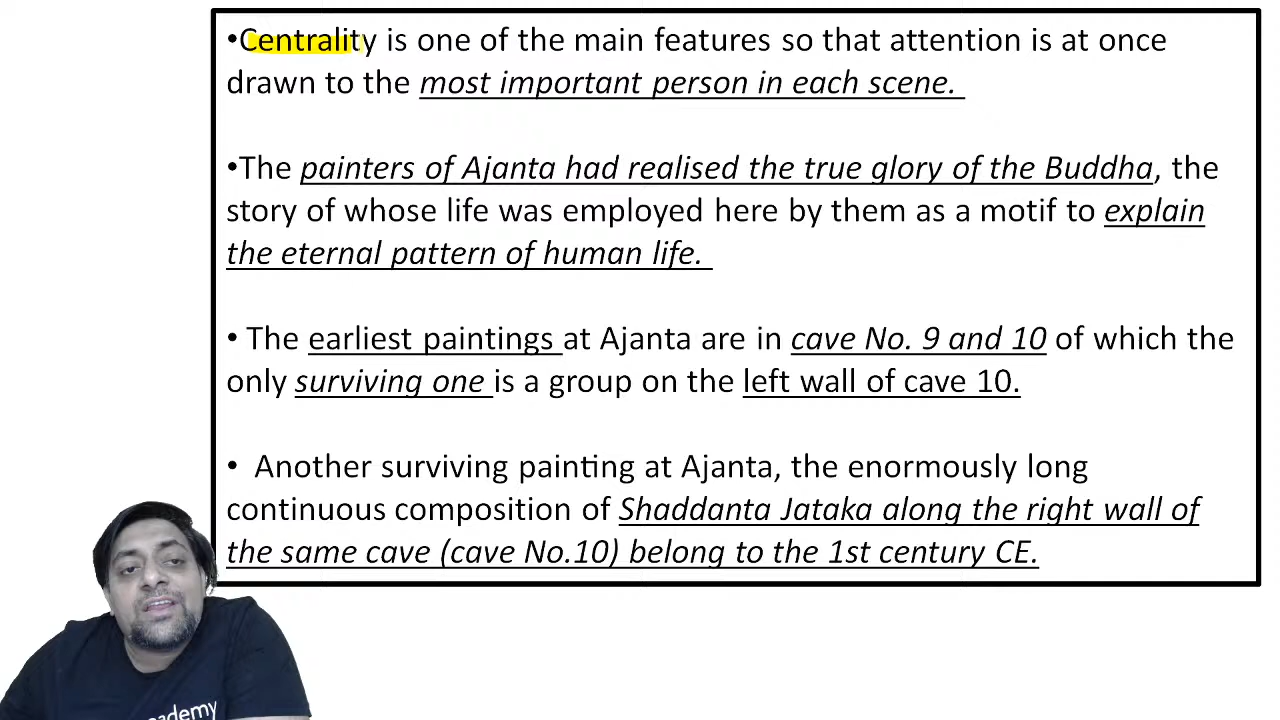 •Centrality is one of the main features so that attention is at once
drawn to the most important person in each scene.
•The painters of Ajanta had realised the true glory of the Buddha, the
story of whose life was employed here by them as a motif to explain
the eternal pattern of human life.
• The earliest paintings at Ajanta are in cave No. 9 and 10 of which the
only surviving one is a group on the left wall of cave 10.
• Another surviving painting at Ajanta, the enormously long
continuous composition of Shaddanta Jataka along the right wall of
the same cave (cave No.10) belong to the 1st century CE.